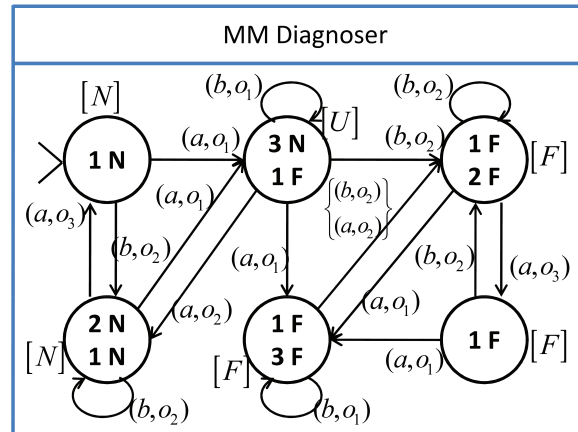 MM Diagnoser
[N]
(b,o₁)
[U]
(b,o₂)
1 N
(a,o₁)
3 N
1 F
(b,o₂)
1 F
2 F
[F]
(a,o₃)
(b,o₂)
(a,o₁)
(a,o₂)
(a,o₁)
{(b,o₂)
(a,o₂)}
(a,o₁)
(b,o₂)
(a,o₃)
[N]
2 N
1 N
(b,o₂)
[F]
1 F
3 F
(b,o₁)
(a,o₁)
1 F
[F]